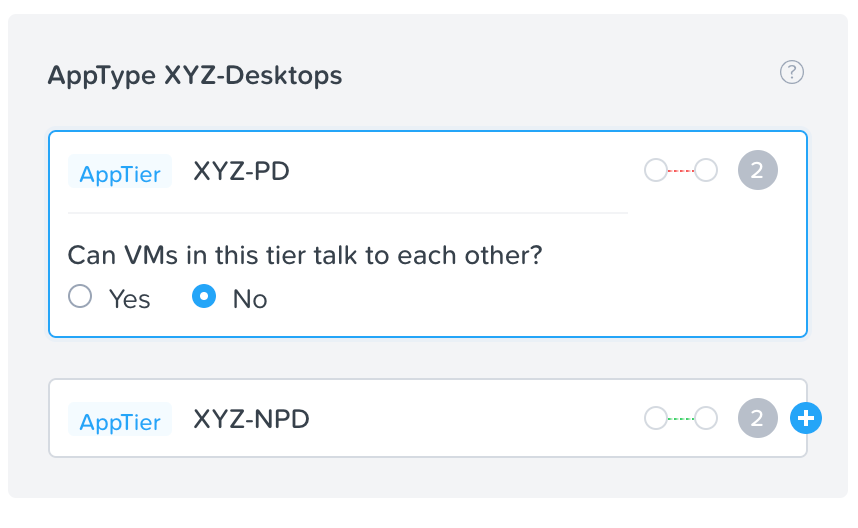 AppType XYZ-Desktops
?
AppTier XYZ-PD 2
Can VMs in this tier talk to each other?
Yes No
AppTier XYZ-NPD 2